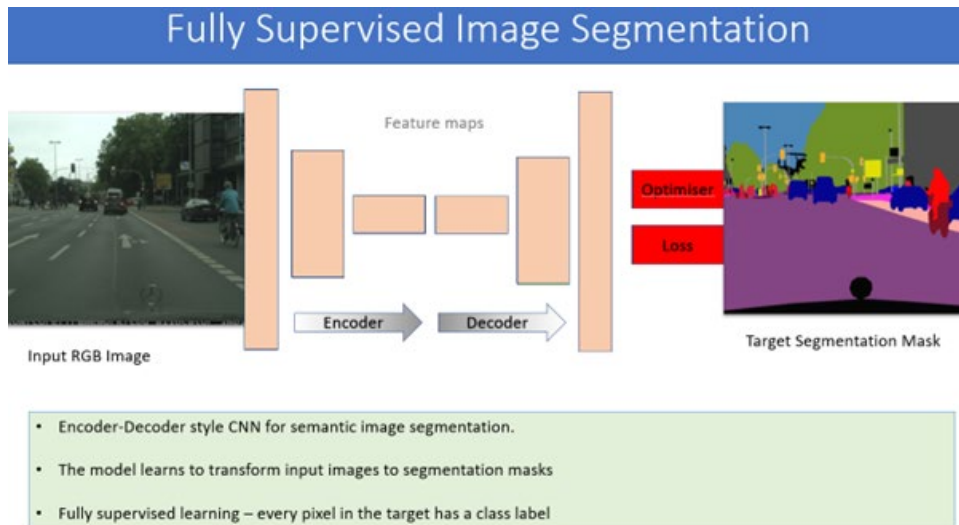 Fully Supervised Image Segmentation
Feature maps
Optimiser
Loss
Encoder
Decoder
Input RGB Image
Target Segmentation Mask
• Encoder-Decoder style CNN for semantic image segmentation.
• The model learns to transform input images to segmentation masks
• Fully supervised learning – every pixel in the target has a class label